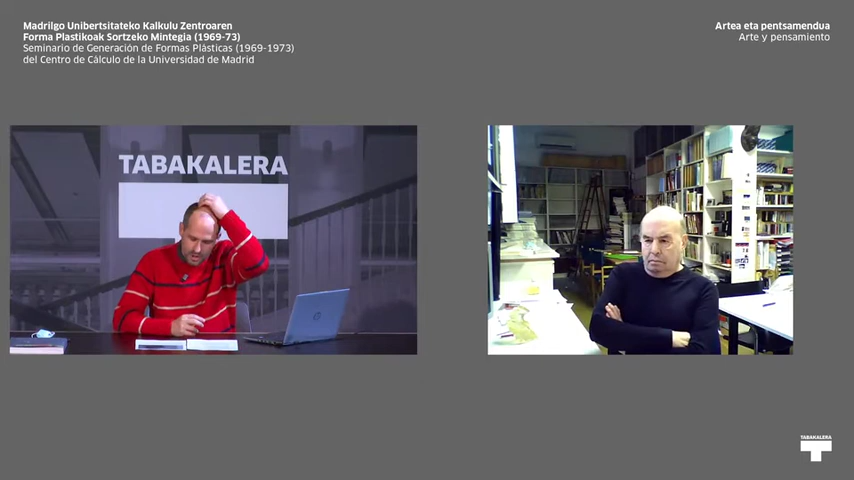 Madrilgo Unibertsitateko Kalkulu Zentroaren
Forma Plastikoak Sortzeko Mintegia (1969-73)
Seminario de Generación de Formas Plásticas (1969-1973)
del Centro de Cálculo de la Universidad de Madrid
Artea eta pentsamendua
Arte y pensamiento
TABAKALERA
TABAKALERA